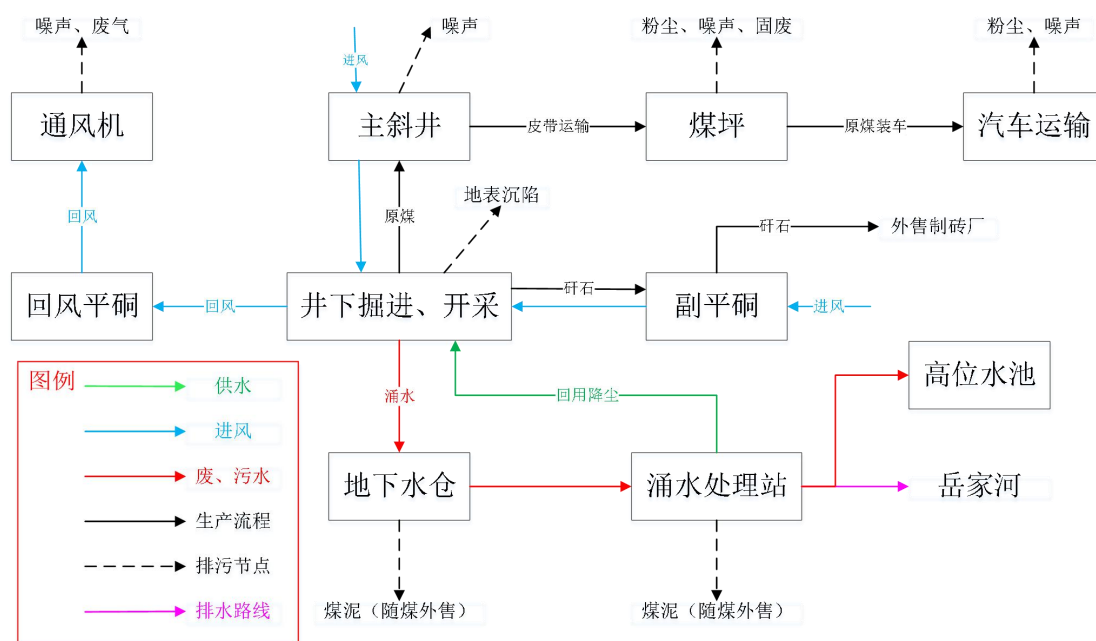 噪声、废气
噪声
粉尘、噪声、固废
粉尘、噪声
进风
通风机
主斜井
皮带运输
煤坪
原煤装车
汽车运输
回风
原煤
地表沉陷
矸石
外售制砖厂
回风平硐
回风
井下掘进、开采
矸石
副平硐
进风
图例
供水
进风
废、污水
生产流程
排污节点
排水路线
涌水
回用降尘
高位水池
地下水仓
涌水处理站
岳家河
煤泥（随煤外售）
煤泥（随煤外售）